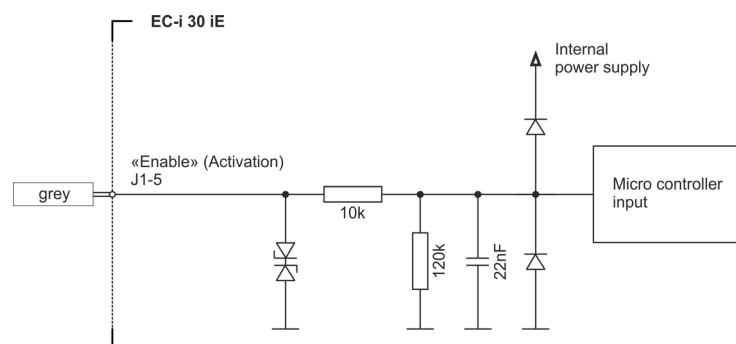 EC-i 30 iE
Internal
power supply
«Enable» (Activation)
J1-5
grey
10k
120k
22nF
Micro controller
input